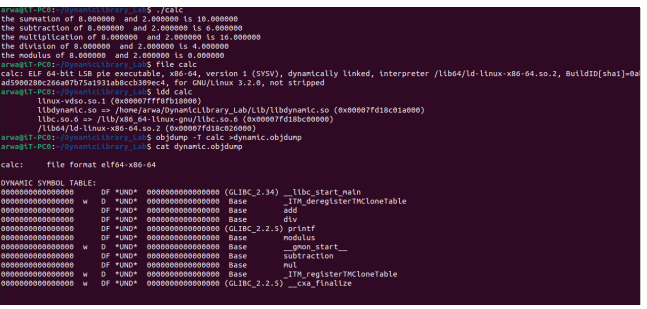 arwa@iT-PC0:~/DynamicLibrary_Lab$ ./calc
the summation of 8.000000  and 2.000000 is 10.000000
the subtraction of 8.000000  and 2.000000 is 6.000000
the multiplication of 8.000000  and 2.000000 is 16.000000
the division of 8.000000  and 2.000000 is 4.000000
the modulus of 8.000000  and 2.000000 is 0.000000
arwa@iT-PC0:~/DynamicLibrary_Lab$ file calc
calc: ELF 64-bit LSB pie executable, x86-64, version 1 (SYSV), dynamically linked, interpreter /lib64/ld-linux-x86-64.so.2, BuildID[sha1]=0a
ad5900280c266a07b75a1931ab8ccb389ec4, for GNU/Linux 3.2.0, not stripped
arwa@iT-PC0:~/DynamicLibrary_Lab$ ldd calc
linux-vdso.so.1 (0x00007fff8fb18000)
libdynamic.so => /home/arwa/DynamicLibrary_Lab/Lib/libdynamic.so (0x00007fd18c01a000)
libc.so.6 => /lib/x86_64-linux-gnu/libc.so.6 (0x00007fd18bc00000)
/lib64/ld-linux-x86-64.so.2 (0x00007fd18c026000)
arwa@iT-PC0:~/DynamicLibrary_Lab$ objdump -T calc >dynamic.objdump
arwa@iT-PC0:~/DynamicLibrary_Lab$ cat dynamic.objdump
calc:     file format elf64-x86-64
DYNAMIC SYMBOL TABLE:
0000000000000000      DF *UND*  0000000000000000 (GLIBC_2.34) __libc_start_main
0000000000000000  w   D  *UND*  0000000000000000  Base        _ITM_deregisterTMCloneTable
0000000000000000      DF *UND*  0000000000000000  Base        add
0000000000000000      DF *UND*  0000000000000000  Base        div
0000000000000000      DF *UND*  0000000000000000 (GLIBC_2.2.5) printf
0000000000000000      DF *UND*  0000000000000000  Base        modulus
0000000000000000  w   D  *UND*  0000000000000000  Base        __gmon_start__
0000000000000000      DF *UND*  0000000000000000  Base        subtraction
0000000000000000      DF *UND*  0000000000000000  Base        mul
0000000000000000  w   D  *UND*  0000000000000000  Base        _ITM_registerTMCloneTable
0000000000000000  w   DF *UND*  0000000000000000 (GLIBC_2.2.5) __cxa_finalize